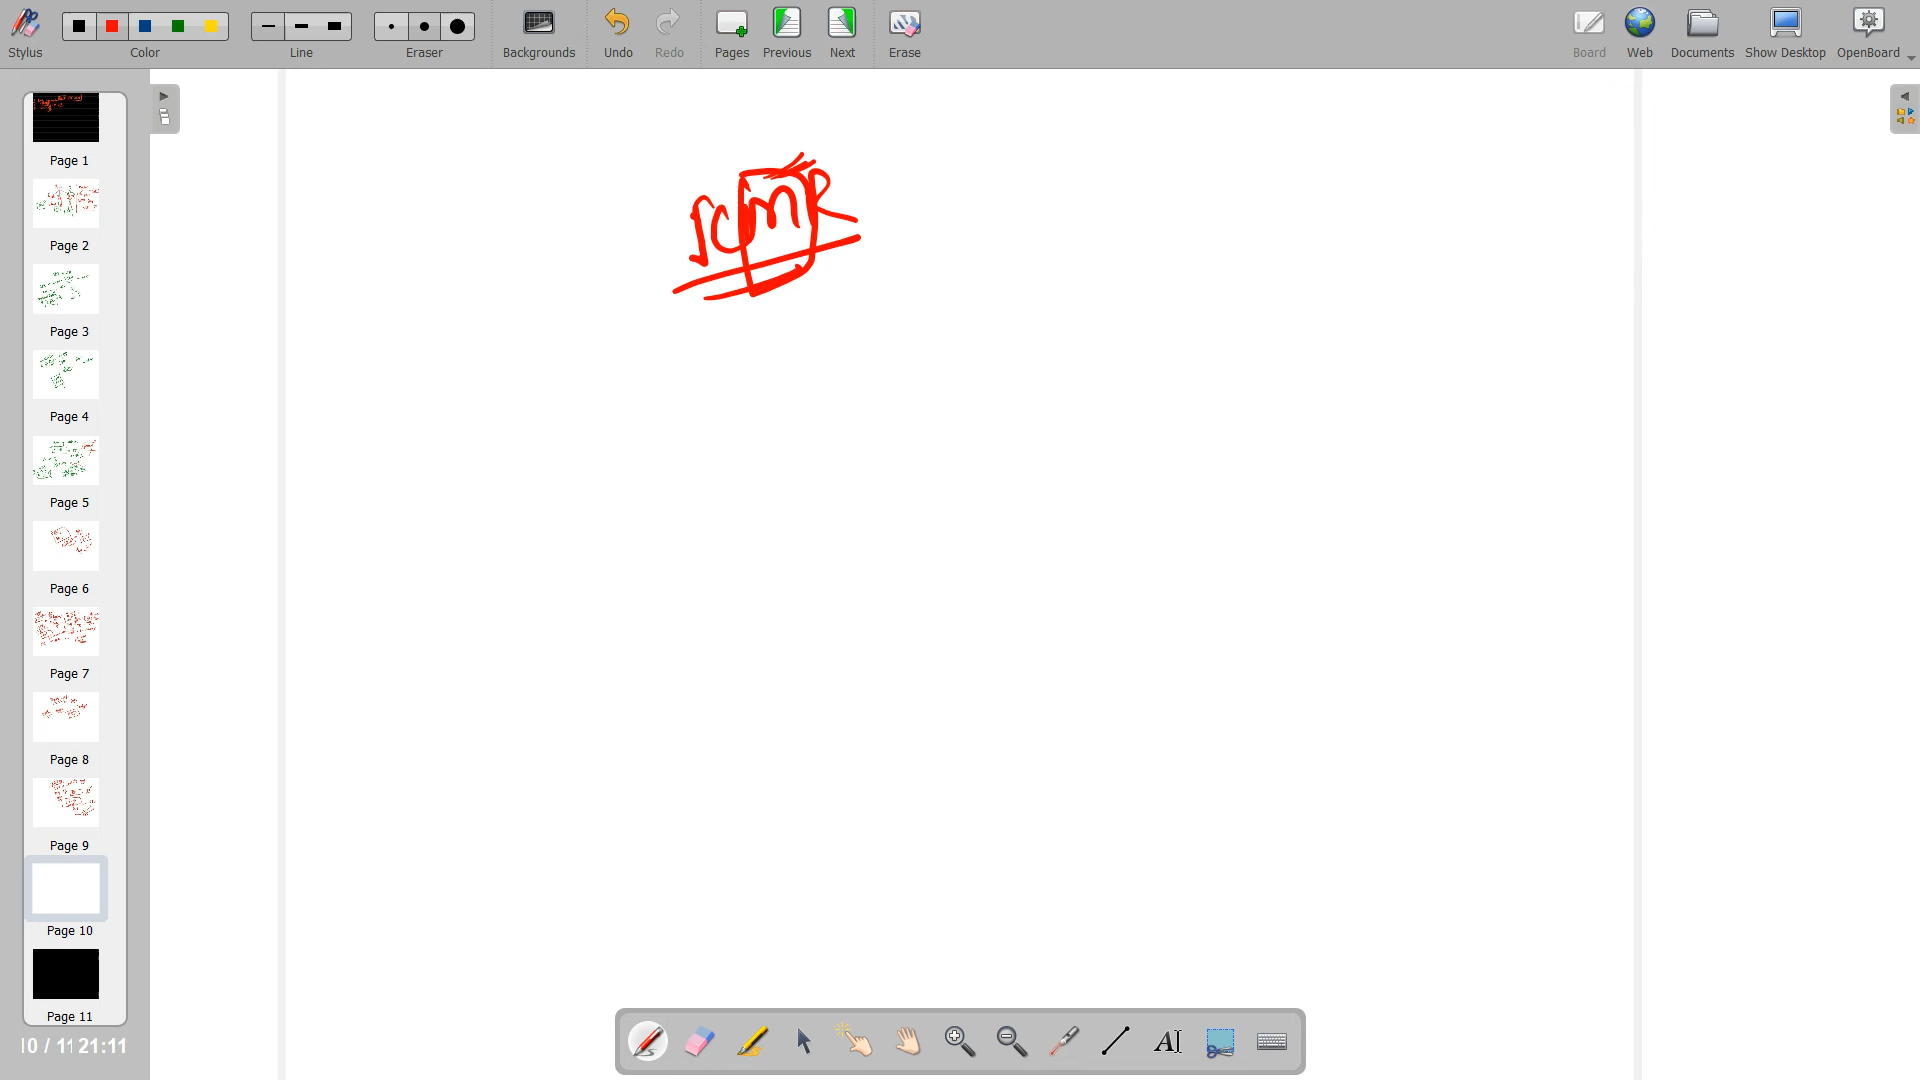 Stylus
Color
Line
Eraser
Backgrounds
Undo
Redo
Pages
Previous
Next
Erase
Board
Web
Documents
Show Desktop
OpenBoard
Page 1
Page 2
Page 3
Page 4
Page 5
Page 6
Page 7
Page 8
Page 9
Page 10
Page 11
21:11